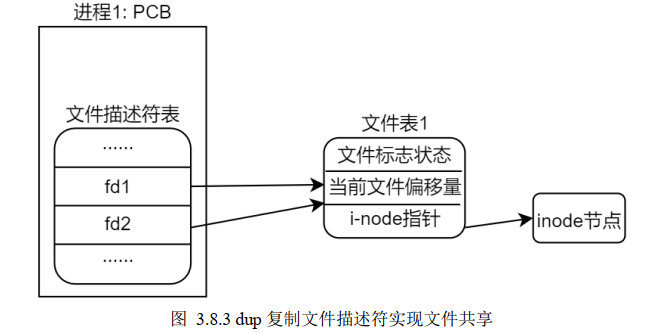 进程1: PCB
文件描述符表
······
fd1
fd2
······
文件表1
文件标志状态
当前文件偏移量
i-node指针
inode节点
图 3.8.3 dup 复制文件描述符实现文件共享